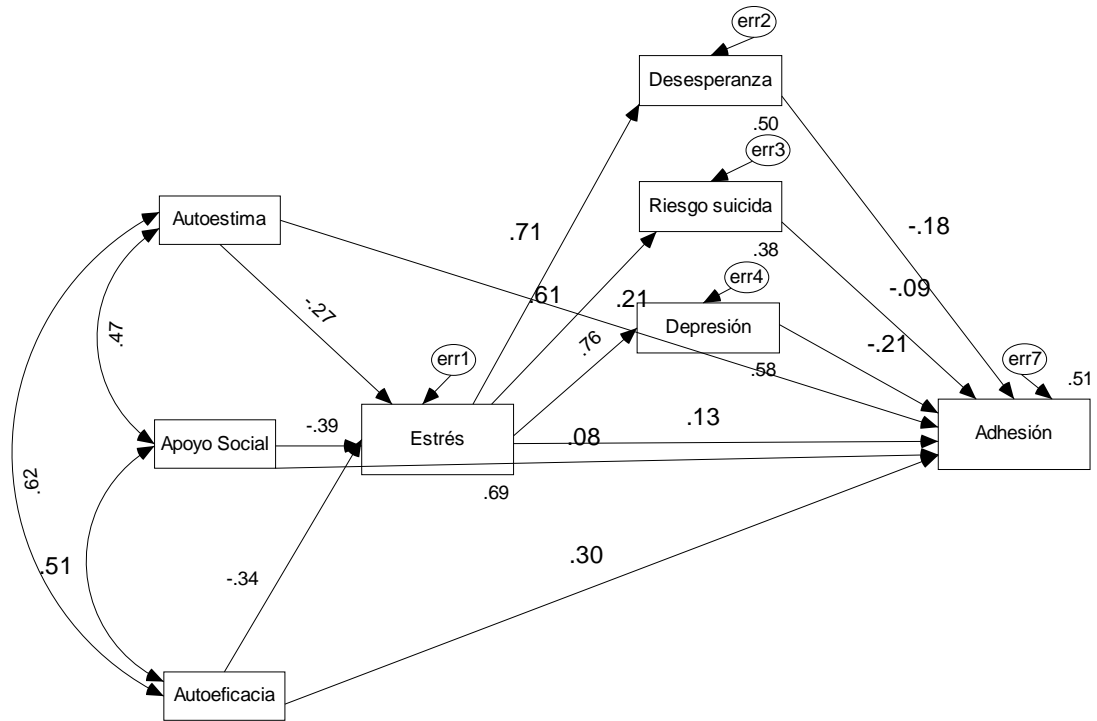 err2
Desesperanza
.50
err3
Riesgo suicida
.38
err4
Depresión
.58
Autoestima
.71
-.18
-.27
.61
.21
-.09
.47
.76
-.21
err1
err7
.51
Apoyo Social
-.39
Estrés
.08
.13
Adhesión
.69
.62
.51
-.34
.30
Autoeficacia